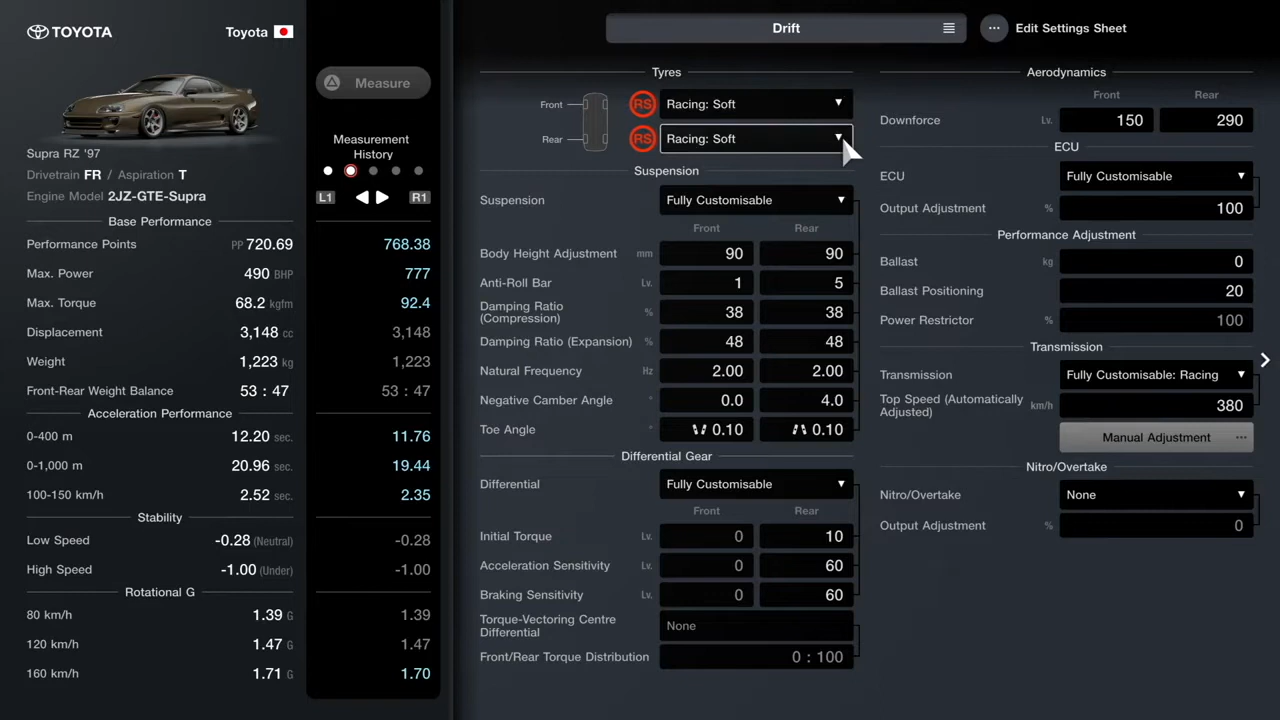 TOYOTA
Toyota
Supra RZ '97
Drivetrain FR / Aspiration T
Engine Model 2JZ-GTE-Supra
Base Performance
Performance Points PP 720.69
Max. Power 490 BHP
Max. Torque 68.2 kgfm
Displacement 3,148 cc
Weight 1,223 kg
Front-Rear Weight Balance 53 : 47
Acceleration Performance
0-400 m 12.20 sec.
0-1,000 m 20.96 sec.
100-150 km/h 2.52 sec.
Stability
Low Speed -0.28 (Neutral)
High Speed -1.00 (Under)
Rotational G
80 km/h 1.39 G
120 km/h 1.47 G
160 km/h 1.71 G
Measure
Measurement
History
L1 R1
768.38
777
92.4
3,148
1,223
53 : 47
11.76
19.44
2.35
-0.28
-1.00
1.39
1.47
1.70
Drift
Edit Settings Sheet
Tyres
Front RS Racing: Soft
Rear RS Racing: Soft
Suspension
Suspension Fully Customisable
Front Rear
Body Height Adjustment mm 90 90
Anti-Roll Bar Lv. 1 5
Damping Ratio
(Compression) % 38 38
Damping Ratio (Expansion) % 48 48
Natural Frequency Hz 2.00 2.00
Negative Camber Angle ° 0.0 4.0
Toe Angle ° 0.10 0.10
Differential Gear
Differential Fully Customisable
Front Rear
Initial Torque Lv. 0 10
Acceleration Sensitivity Lv. 0 60
Braking Sensitivity Lv. 0 60
Torque-Vectoring Centre
Differential None
Front/Rear Torque Distribution 0 : 100
Aerodynamics
Front Rear
Downforce Lv. 150 290
ECU
ECU Fully Customisable
Output Adjustment % 100
Performance Adjustment
Ballast kg 0
Ballast Positioning 20
Power Restrictor % 100
Transmission
Transmission Fully Customisable: Racing
Top Speed (Automatically
Adjusted) km/h 380
Manual Adjustment
Nitro/Overtake
Nitro/Overtake None
Output Adjustment % 0